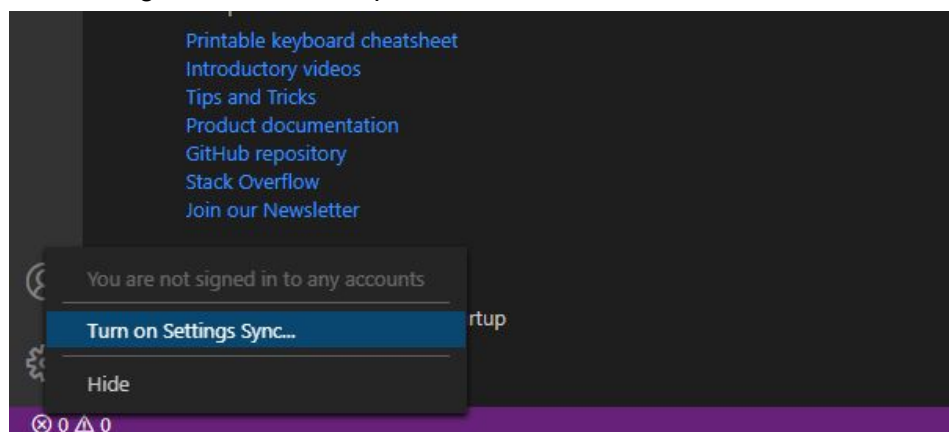 Printable keyboard cheatsheet
Introductory videos
Tips and Tricks
Product documentation
GitHub repository
Stack Overflow
Join our Newsletter
You are not signed in to any accounts
Turn on Settings Sync...
rtup
Hide
0 0